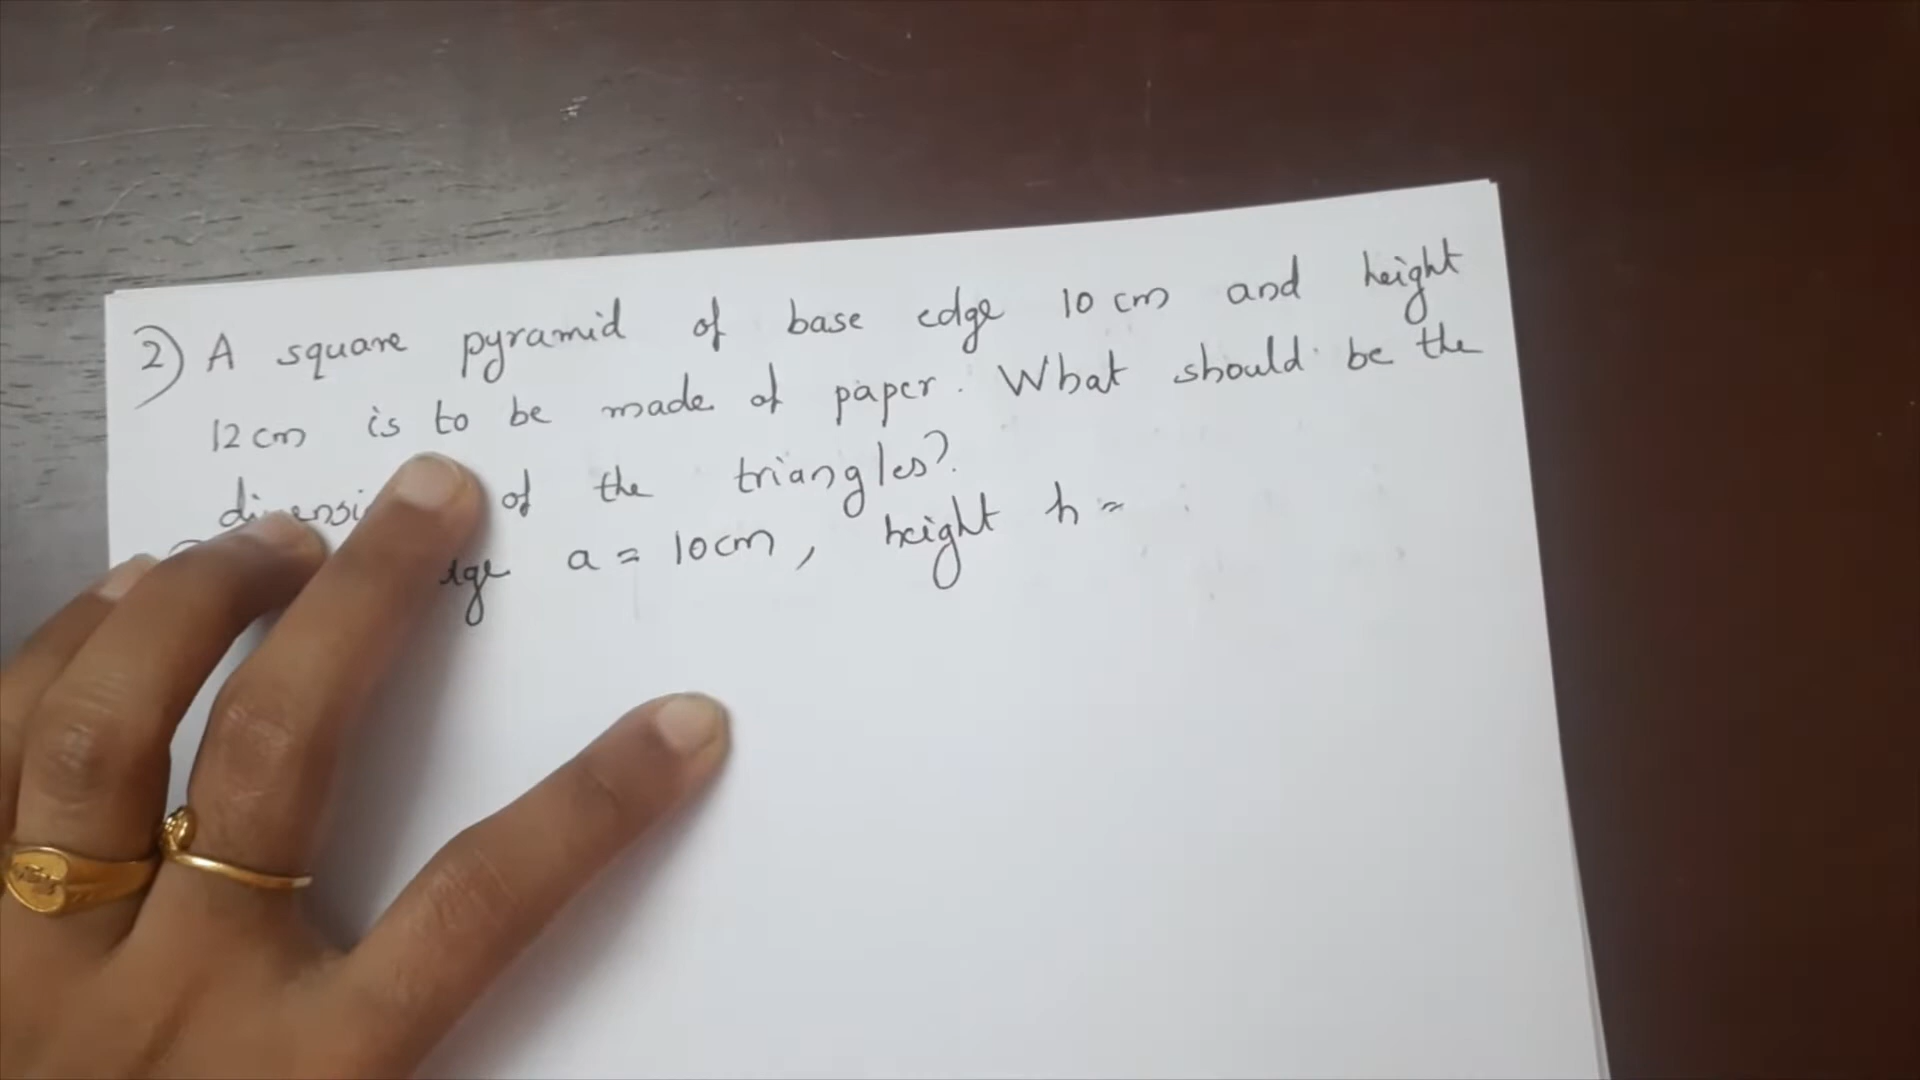 2) A square pyramid of base edge 10 cm and height
12 cm is to be made of paper. What should be the
of the triangles?
a = 10cm, height h =